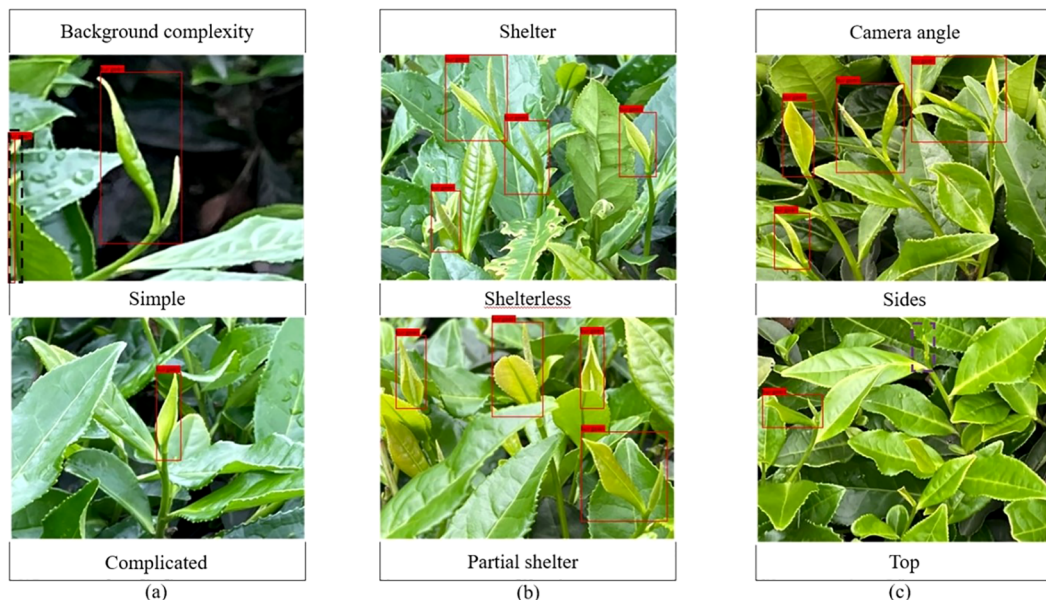 Background complexity
Simple
Complicated
(a)
Shelter
Shelterless
Partial shelter
(b)
Camera angle
Sides
Top
(c)